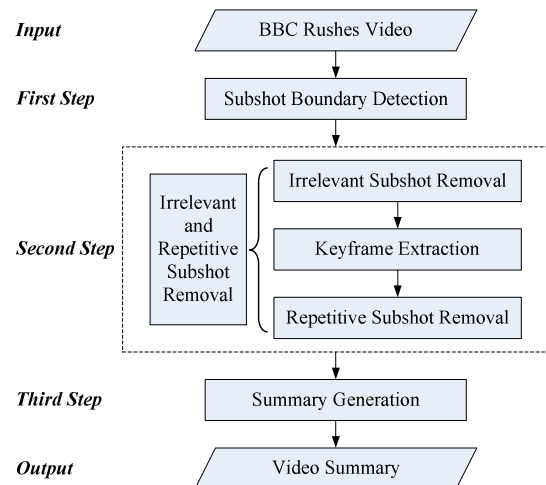 Input
BBC Rushes Video
First Step
Subshot Boundary Detection
Second Step
Irrelevant
and
Repetitive
Subshot
Removal
Irrelevant Subshot Removal
Keyframe Extraction
Repetitive Subshot Removal
Third Step
Summary Generation
Output
Video Summary